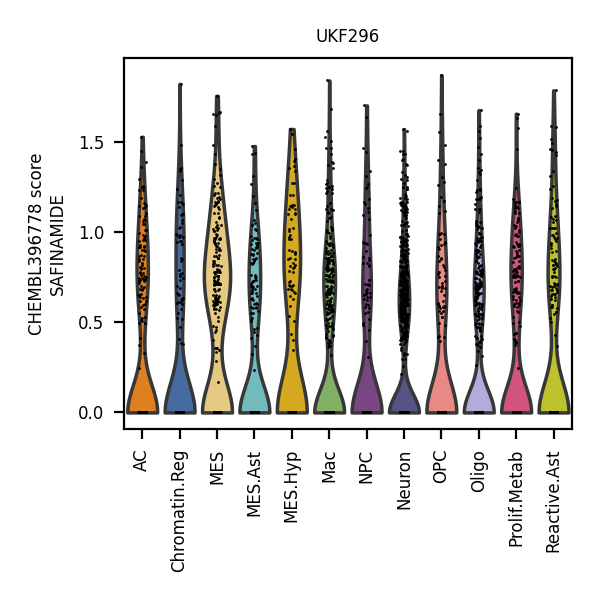 UKF296
CHEMBL396778 score
SAFINAMIDE
1.5
1.0
0.5
0.0
AC
Chromatin.Reg
MES
MES.Ast
MES.Hyp
Mac
NPC
Neuron
OPC
Oligo
Prolif.Metab
Reactive.Ast